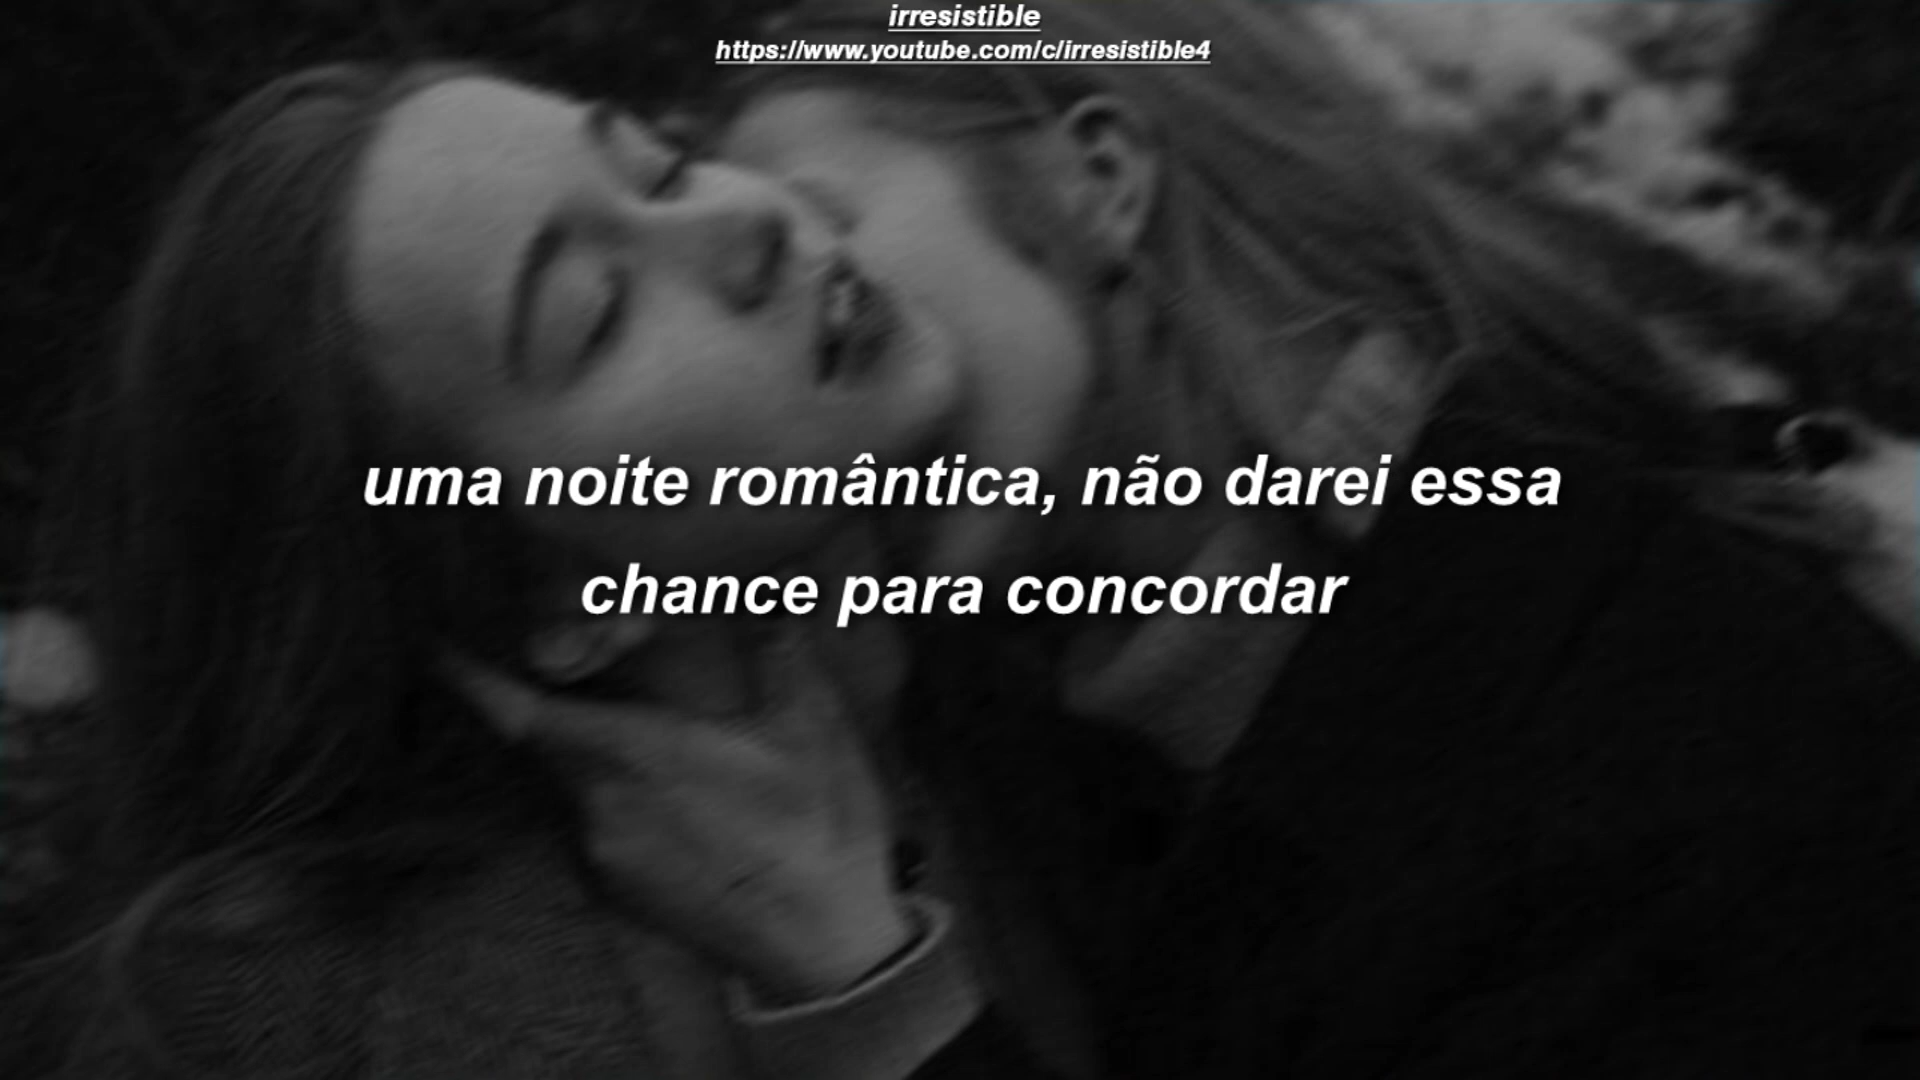 irresistible
https://www.youtube.com/c/irresistible4
uma noite romântica, não darei essa
chance para concordar